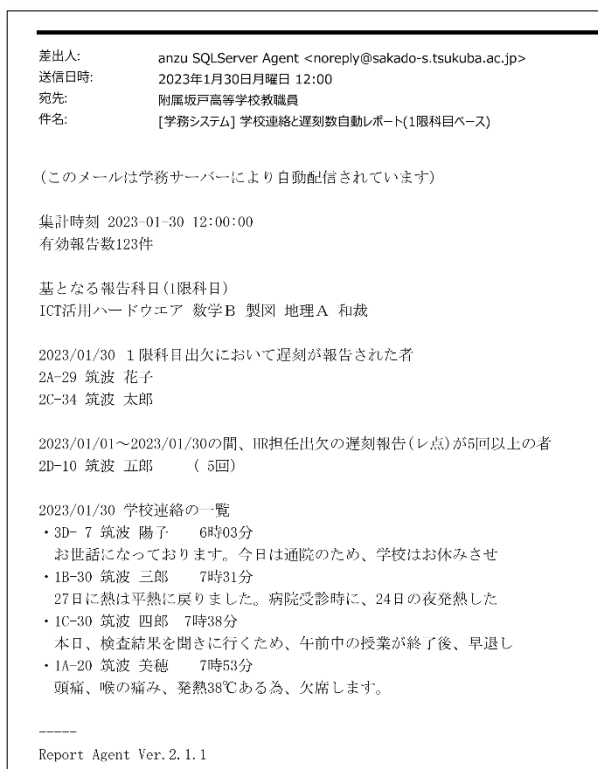 差出人: anzu SQLServer Agent <noreply@sakado-s.tsukuba.ac.jp>
送信日時: 2023年1月30日月曜日 12:00
宛先: 附属坂戸高等学校教職員
件名: [学務システム] 学校連絡と遅刻数自動レポート(1限科目ベース)
(このメールは学務サーバーにより自動配信されています)
集計時刻 2023-01-30 12:00:00
有効報告数123件
基となる報告科目(1限科目)
ICT活用ハードウエア 数学B 製図 地理A 和裁
2023/01/30 1限科目出欠において遅刻が報告された者
2A-29 筑波 花子
2C-34 筑波 太郎
2023/01/01～2023/01/30の間、HR担任出欠の遅刻報告(レ点)が5回以上の者
2D-10 筑波 五郎 ( 5回)
2023/01/30 学校連絡の一覧
・3D- 7 筑波 陽子 6時03分
お世話になっております。今日は通院のため、学校はお休みさせ
・1B-30 筑波 三郎 7時31分
27日に熱は平熱に戻りました。病院受診時に、24日の夜発熱した
・1C-30 筑波 四郎 7時38分
本日、検査結果を聞きに行くため、午前中の授業が終了後、早退し
・1A-20 筑波 美穂 7時53分
頭痛、喉の痛み、発熱38℃ある為、欠席します。
-----
Report Agent Ver.2.1.1